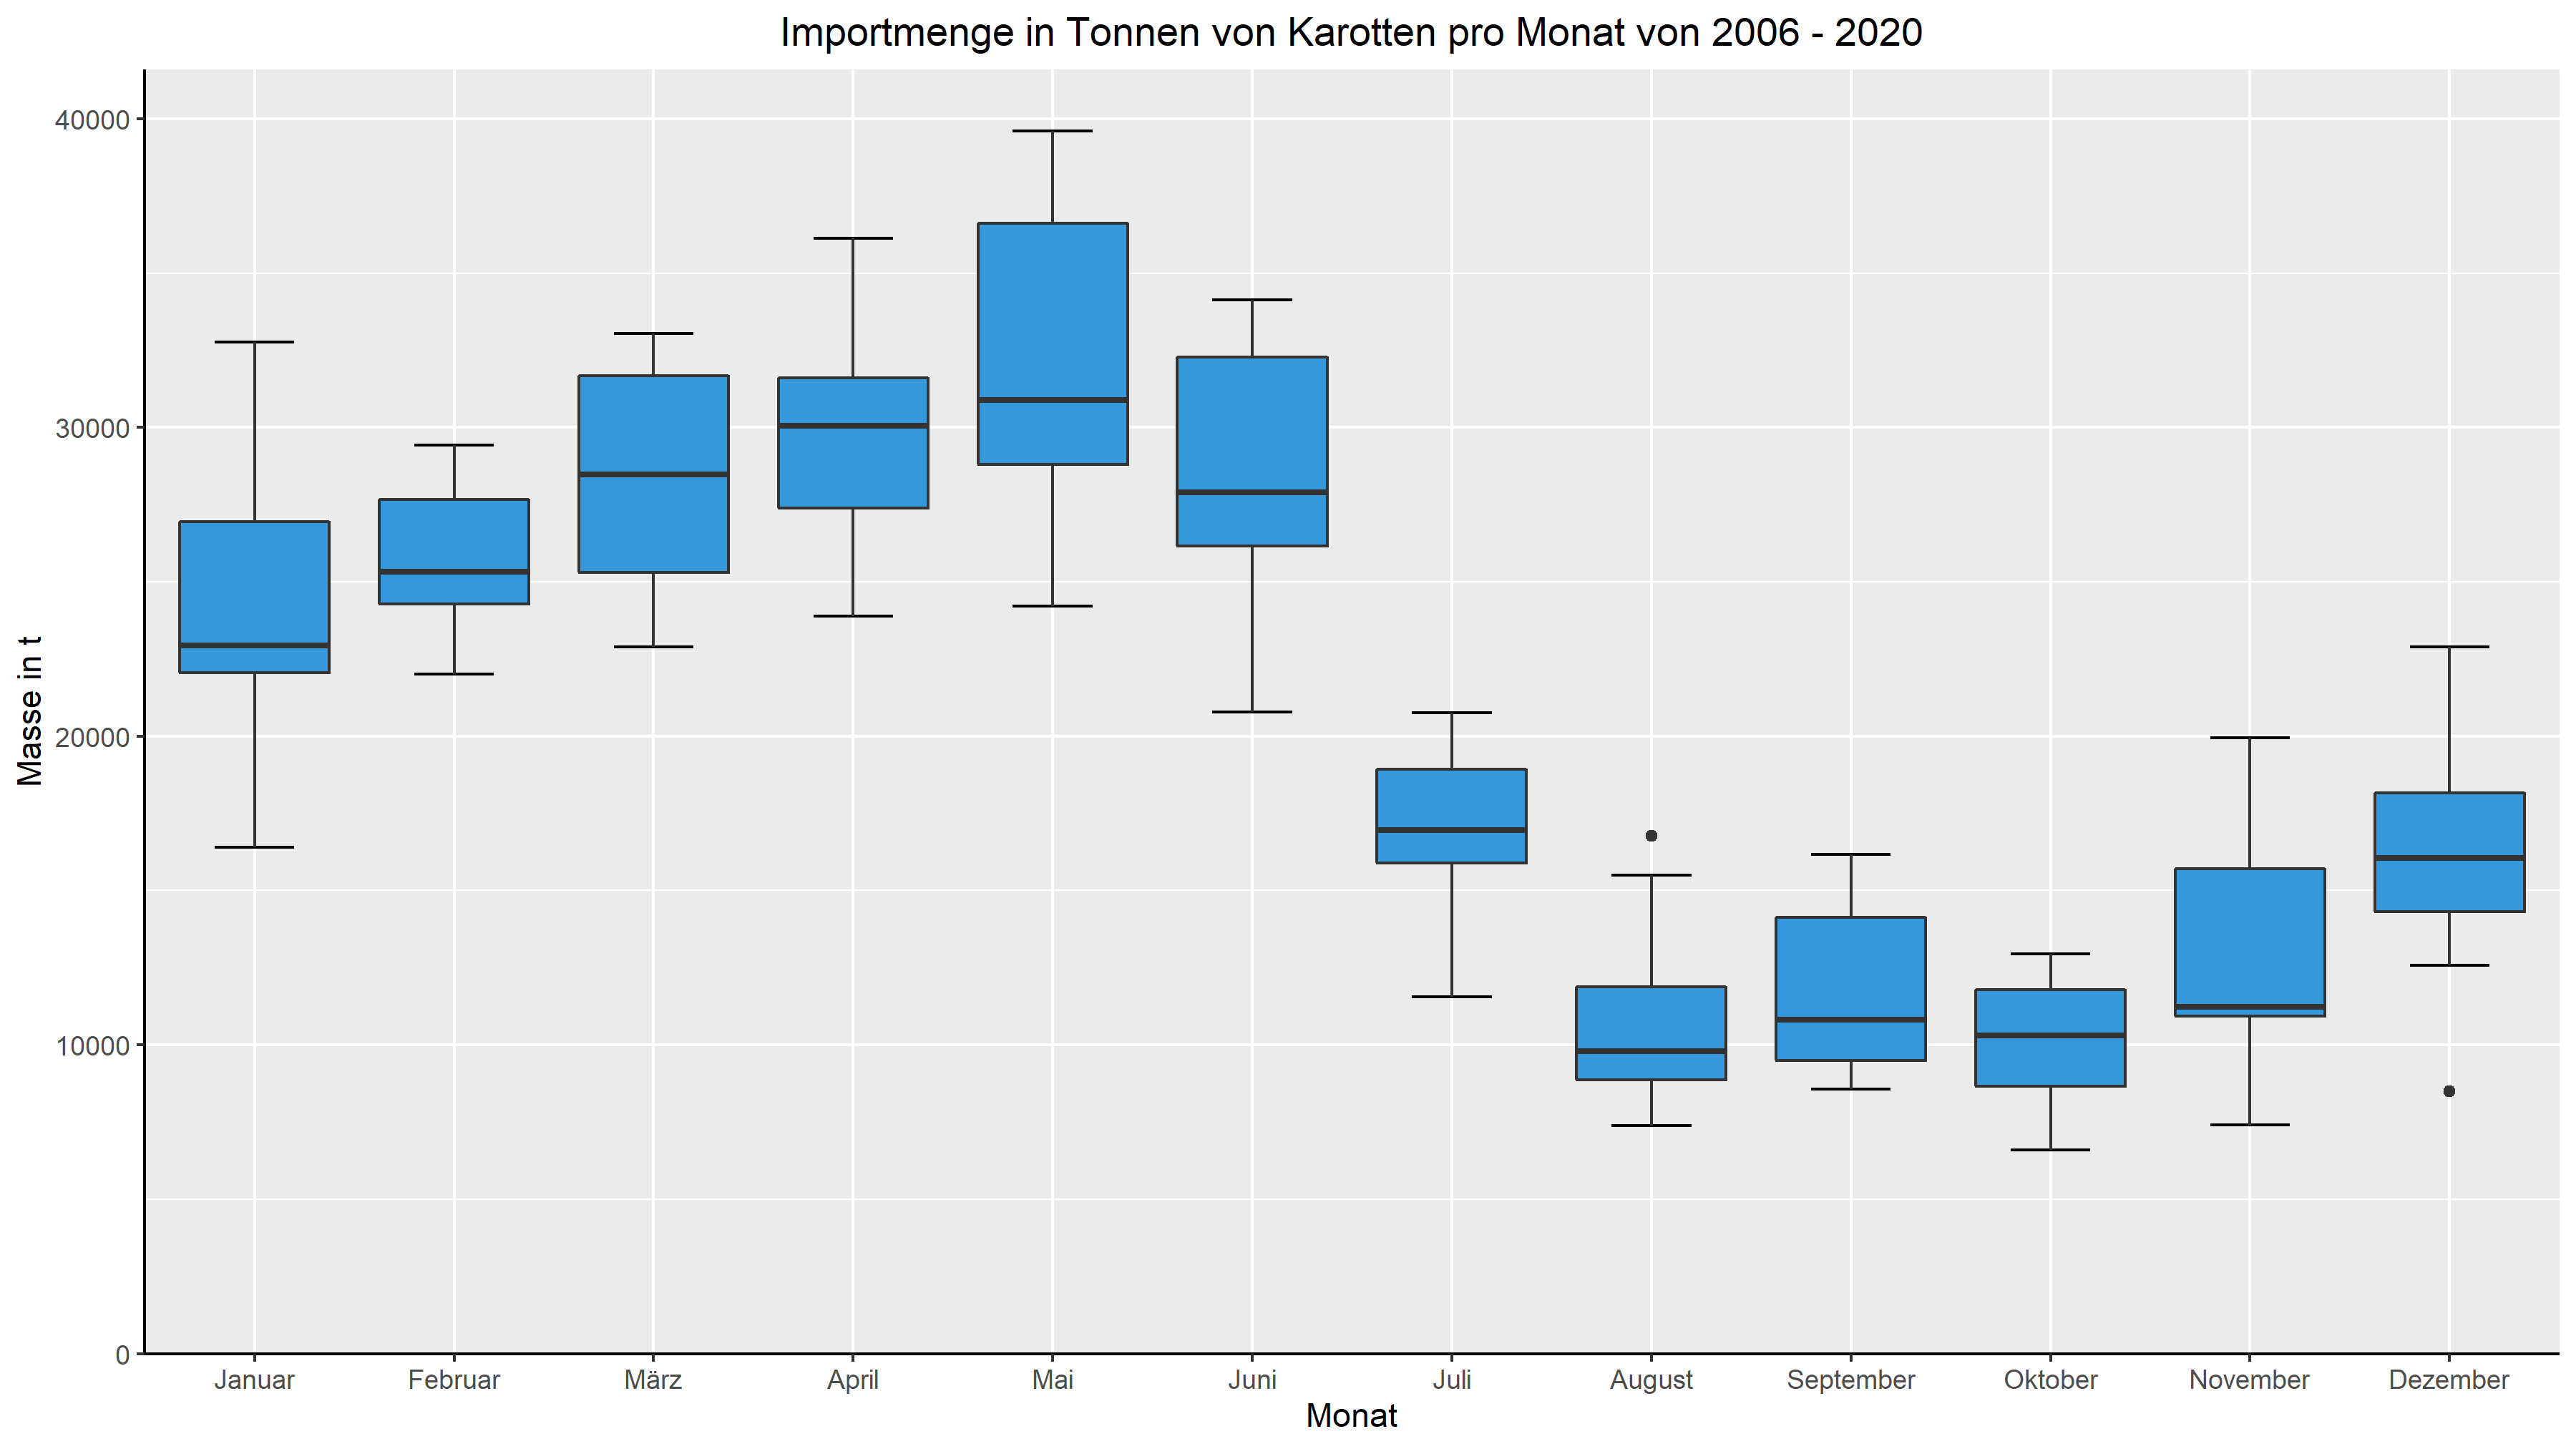 Importmenge in Tonnen von Karotten pro Monat von 2006 - 2020
Masse in t
40000
30000
20000
10000
0
Januar Februar März April Mai Juni Juli August September Oktober November Dezember
Monat